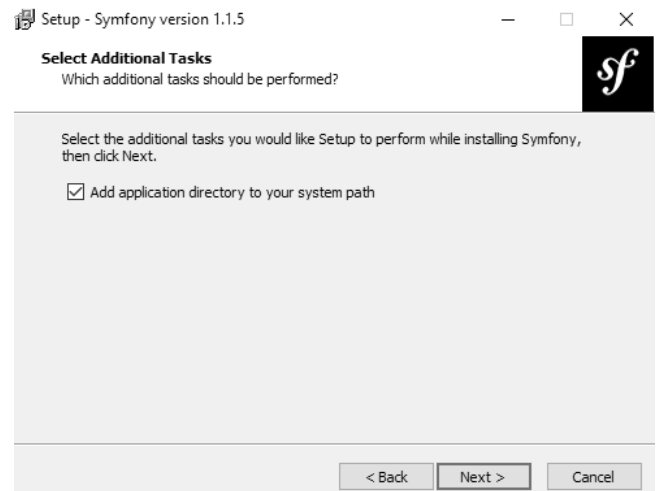 Setup - Symfony version 1.1.5
Select Additional Tasks
Which additional tasks should be performed?
sf
Select the additional tasks you would like Setup to perform while installing Symfony,
then click Next.
Add application directory to your system path
< Back
Next >
Cancel